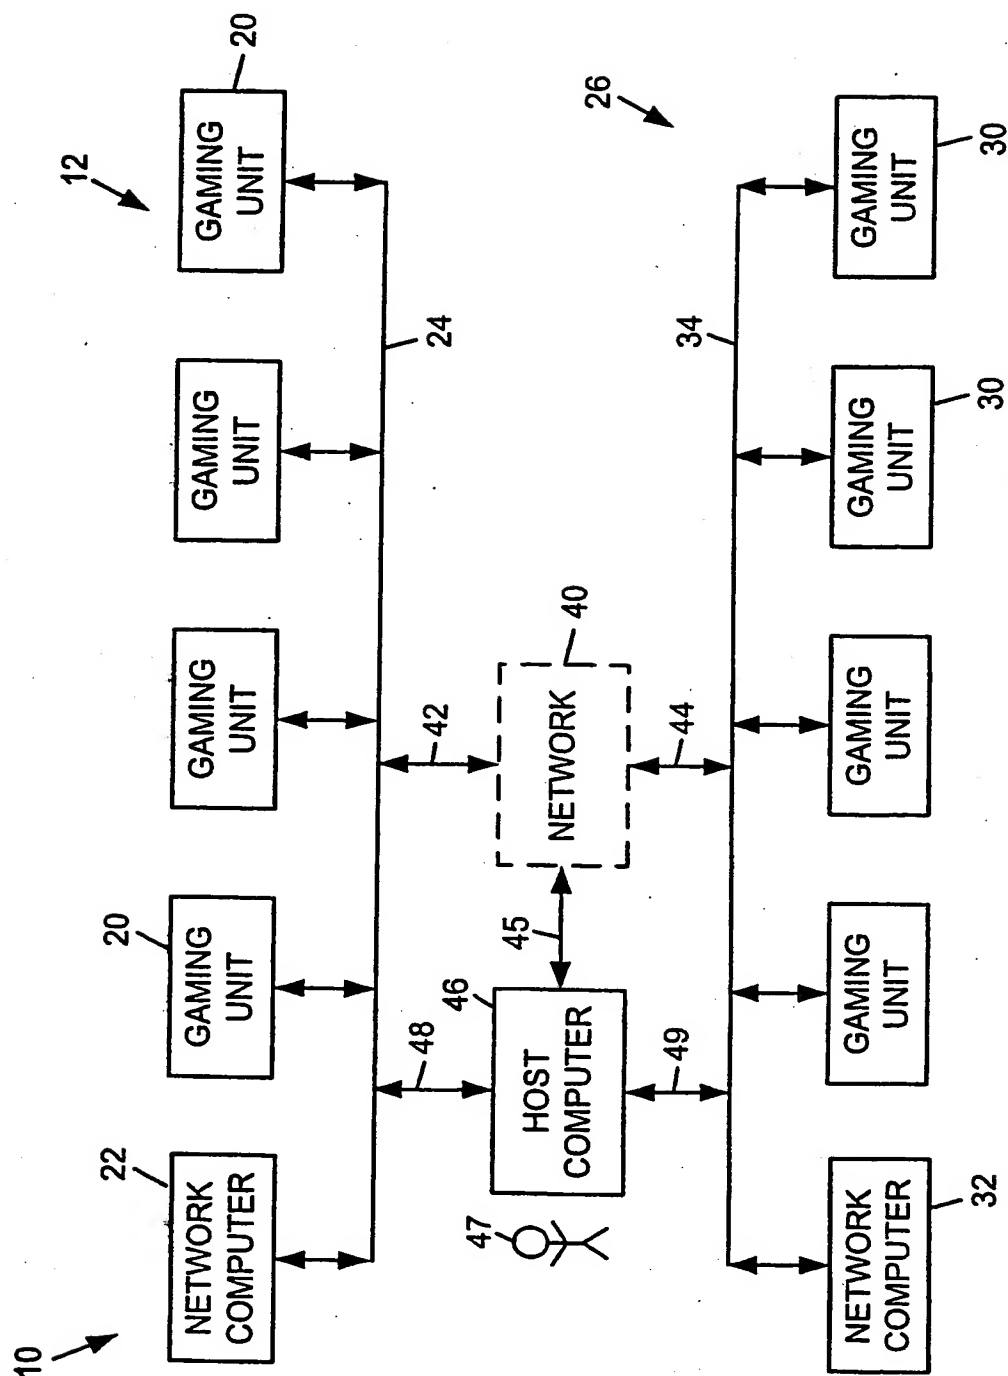 10
12
20
GAMING
UNIT
GAMING
UNIT
GAMING
UNIT
20
GAMING
UNIT
22
NETWORK
COMPUTER
24
48
42
46
HOST
COMPUTER
47
45
NETWORK
40
49
44
34
26
NETWORK
COMPUTER
32
GAMING
UNIT
GAMING
UNIT
GAMING
UNIT
30
GAMING
UNIT
30